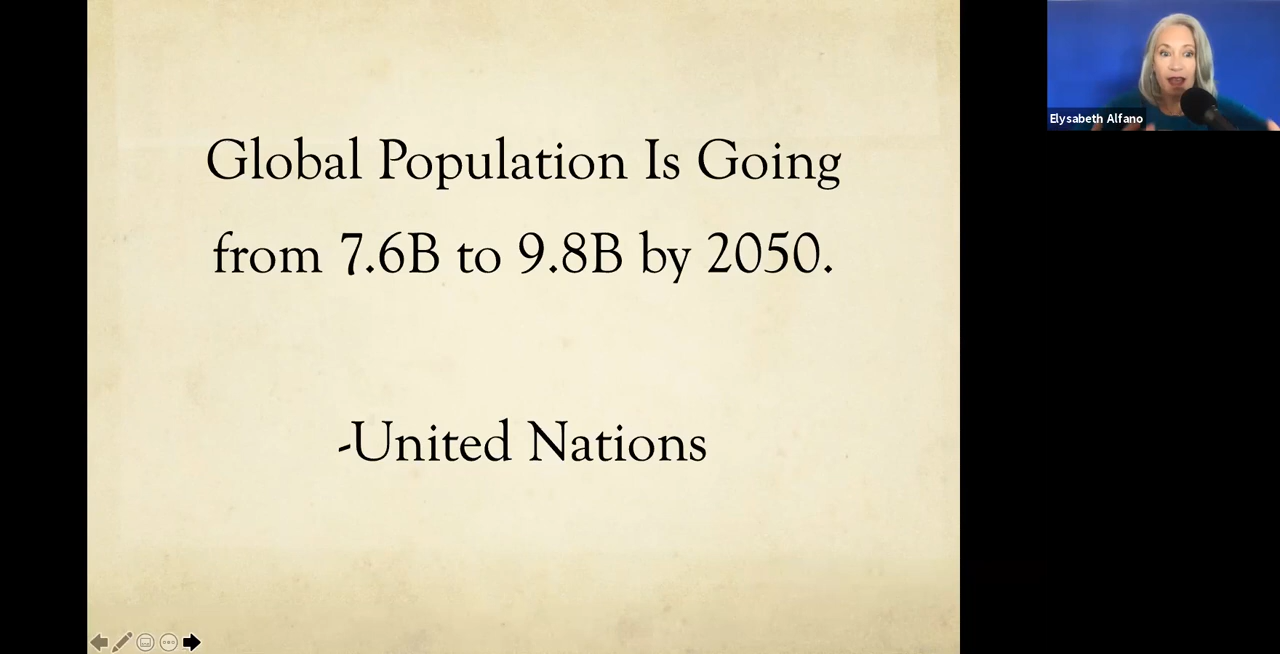 Global Population Is Going
from 7.6B to 9.8B by 2050.
-United Nations
Elysabeth Alfano